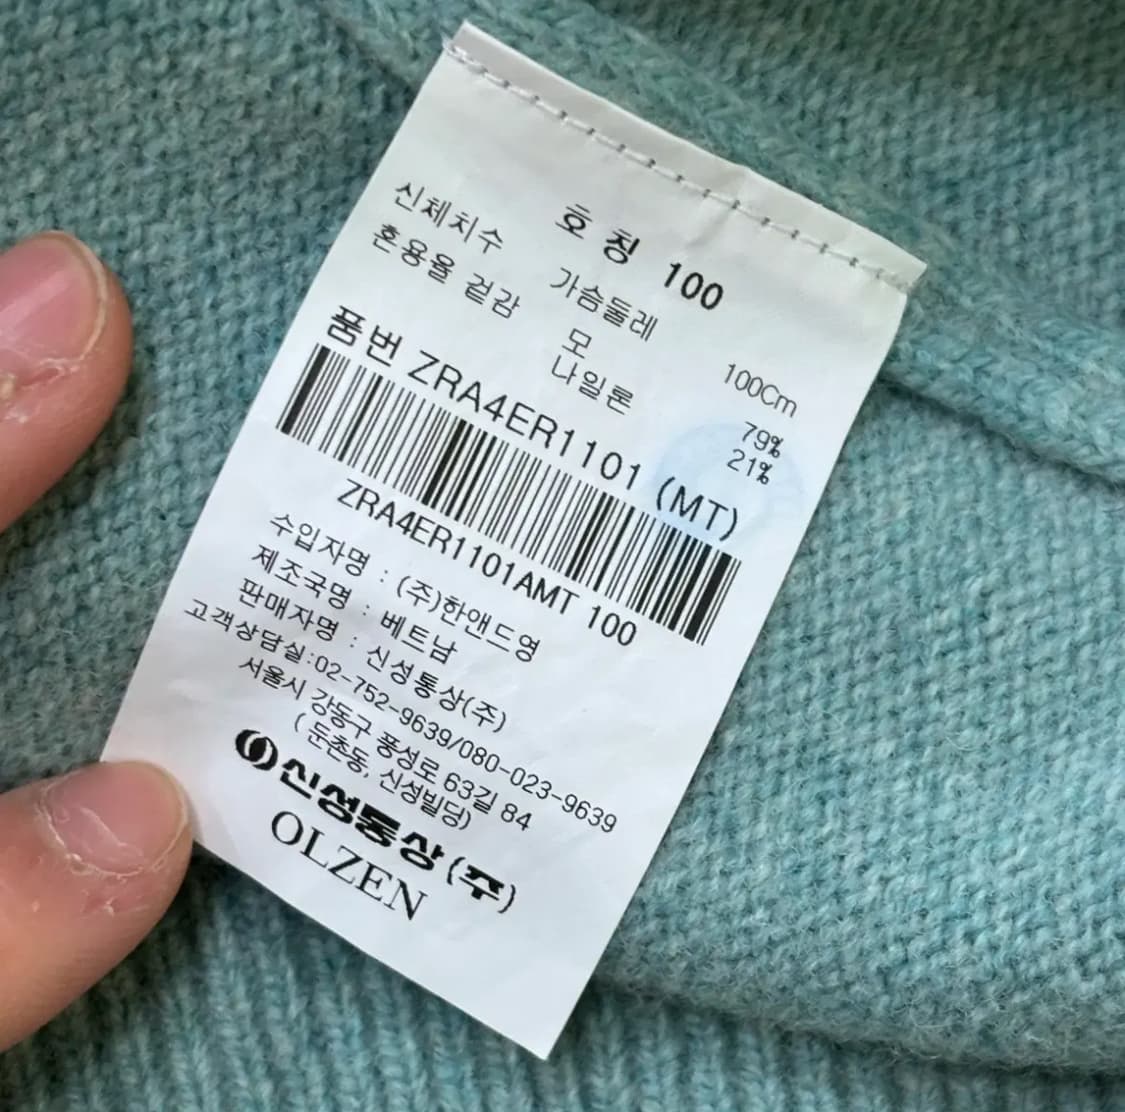 호 칭 100
신체치수 가슴둘레 100Cm
혼용율 겉감 모 79%
나일론 21%
품번 ZRA4ER1101 (MT)
ZRA4ER1101AMT 100
수입자명 : (주)한앤드영
제조국명 : 베트남
판매자명 : 신성통상(주)
고객상담실:02-752-9639/080-023-9639
서울시 강동구 풍성로 63길 84
( 둔촌동, 신성빌딩)
신성통상(주)
OLZEN